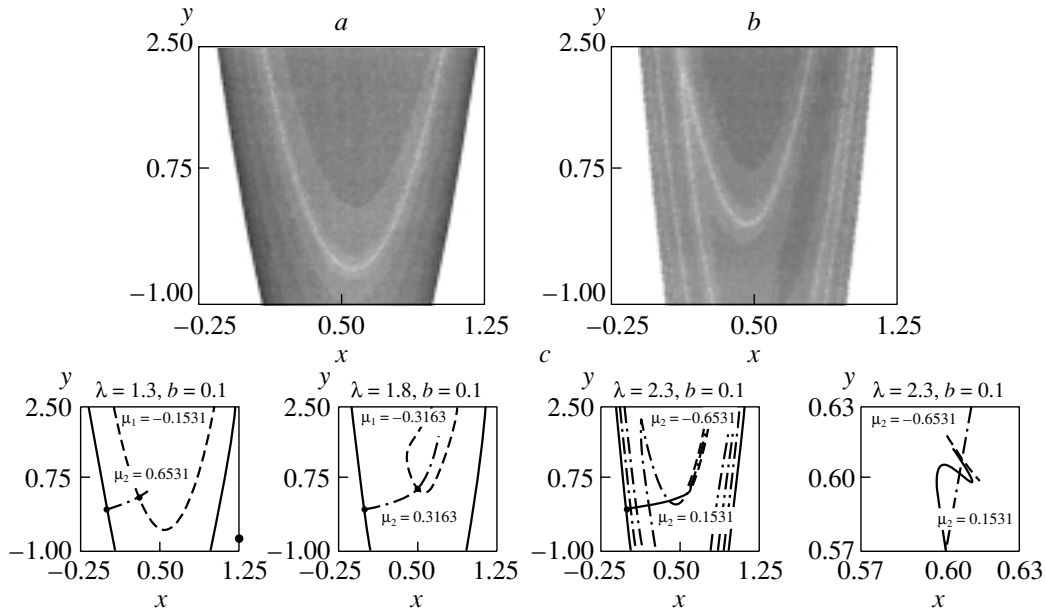 a
y
2.50
0.75
−1.00
−0.25
0.50
1.25
x
b
y
2.50
0.75
−1.00
−0.25
0.50
1.25
x
c
y
λ = 1.3, b = 0.1
2.50
μ₁ = −0.1531
0.75
μ₂ = 0.6531
−1.00
−0.25
0.50
1.25
x
y
λ = 1.8, b = 0.1
2.50
μ₁ = −0.3163
0.75
μ₂ = 0.3163
−1.00
−0.25
0.50
1.25
x
y
λ = 2.3, b = 0.1
2.50
μ₂ = −0.6531
0.75
μ₂ = 0.1531
−1.00
−0.25
0.50
1.25
x
y
λ = 2.3, b = 0.1
0.63
μ₂ = −0.6531
0.60
μ₂ = 0.1531
0.57
0.57
0.60
0.63
x